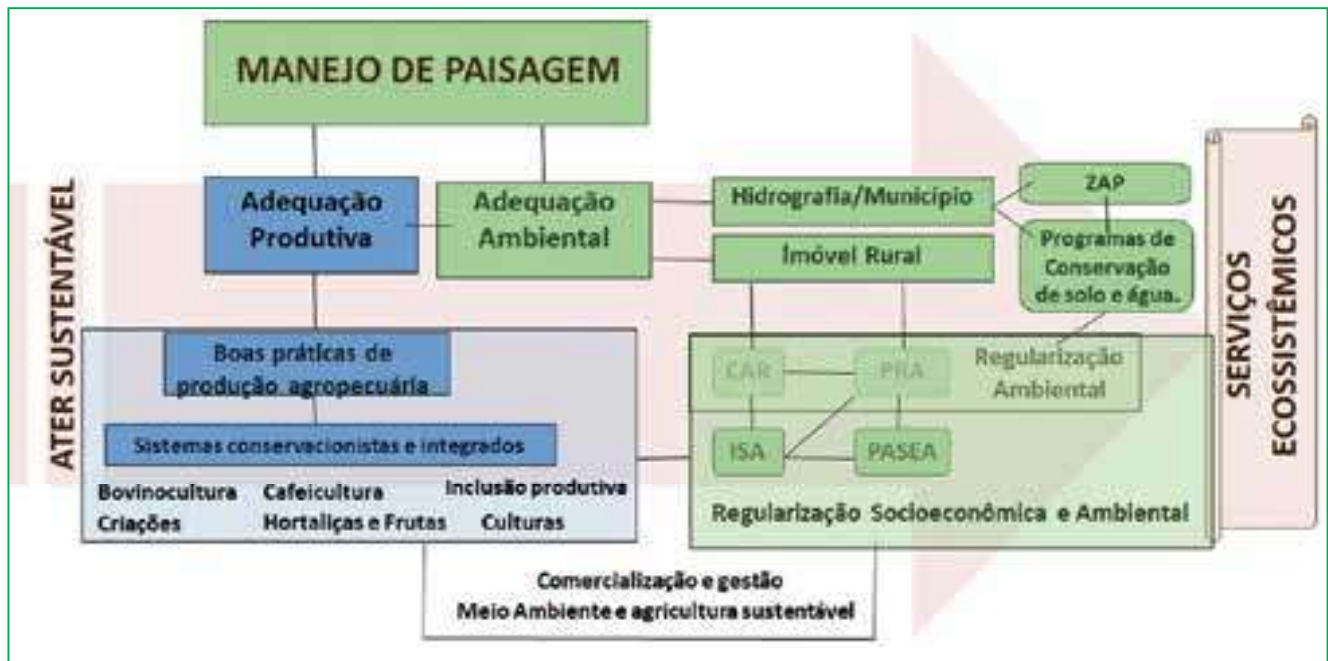 MANEJO DE PAISAGEM
ATER SUSTENTÁVEL
Adequação
Produtiva
Adequação
Ambiental
Hidrografia/Município
Imóvel Rural
ZAP
Programas de
Conservação
de solo e água.
SERVIÇOS
ECOSSISTÊMICOS
Boas práticas de
produção agropecuária
Sistemas conservacionistas e integrados
Bovinocultura Cafeicultura Inclusão produtiva
Criações Hortaliças e Frutas Culturas
CAR PRA Regularização
Ambiental
ISA PASEA
Regularização Socioeconômica e Ambiental
Comercialização e gestão
Meio Ambiente e agricultura sustentável